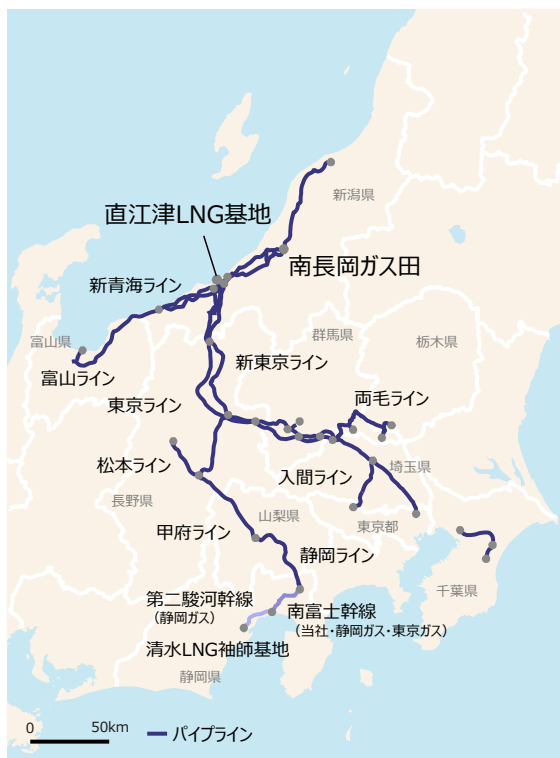 新潟県
直江津LNG基地
南長岡ガス田
新青海ライン
富山県
群馬県
栃木県
新東京ライン
富山ライン
東京ライン
両毛ライン
松本ライン
入間ライン
埼玉県
長野県
山梨県
甲府ライン
東京都
静岡ライン
千葉県
第二駿河幹線
（静岡ガス）
南富士幹線
（当社・静岡ガス・東京ガス）
清水LNG袖師基地
静岡県
0 50km
パイプライン